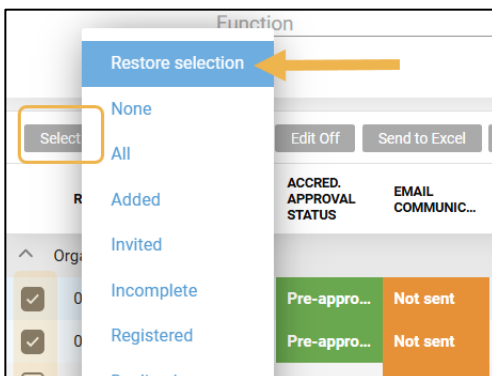 Function
Restore selection
None
Select
Edit Off
Send to Excel
All
ACCRED.
APPROVAL
STATUS
EMAIL
COMMUNIC...
Added
Invited
Incomplete
Pre-appro...
Not sent
Registered
Pre-appro...
Not sent